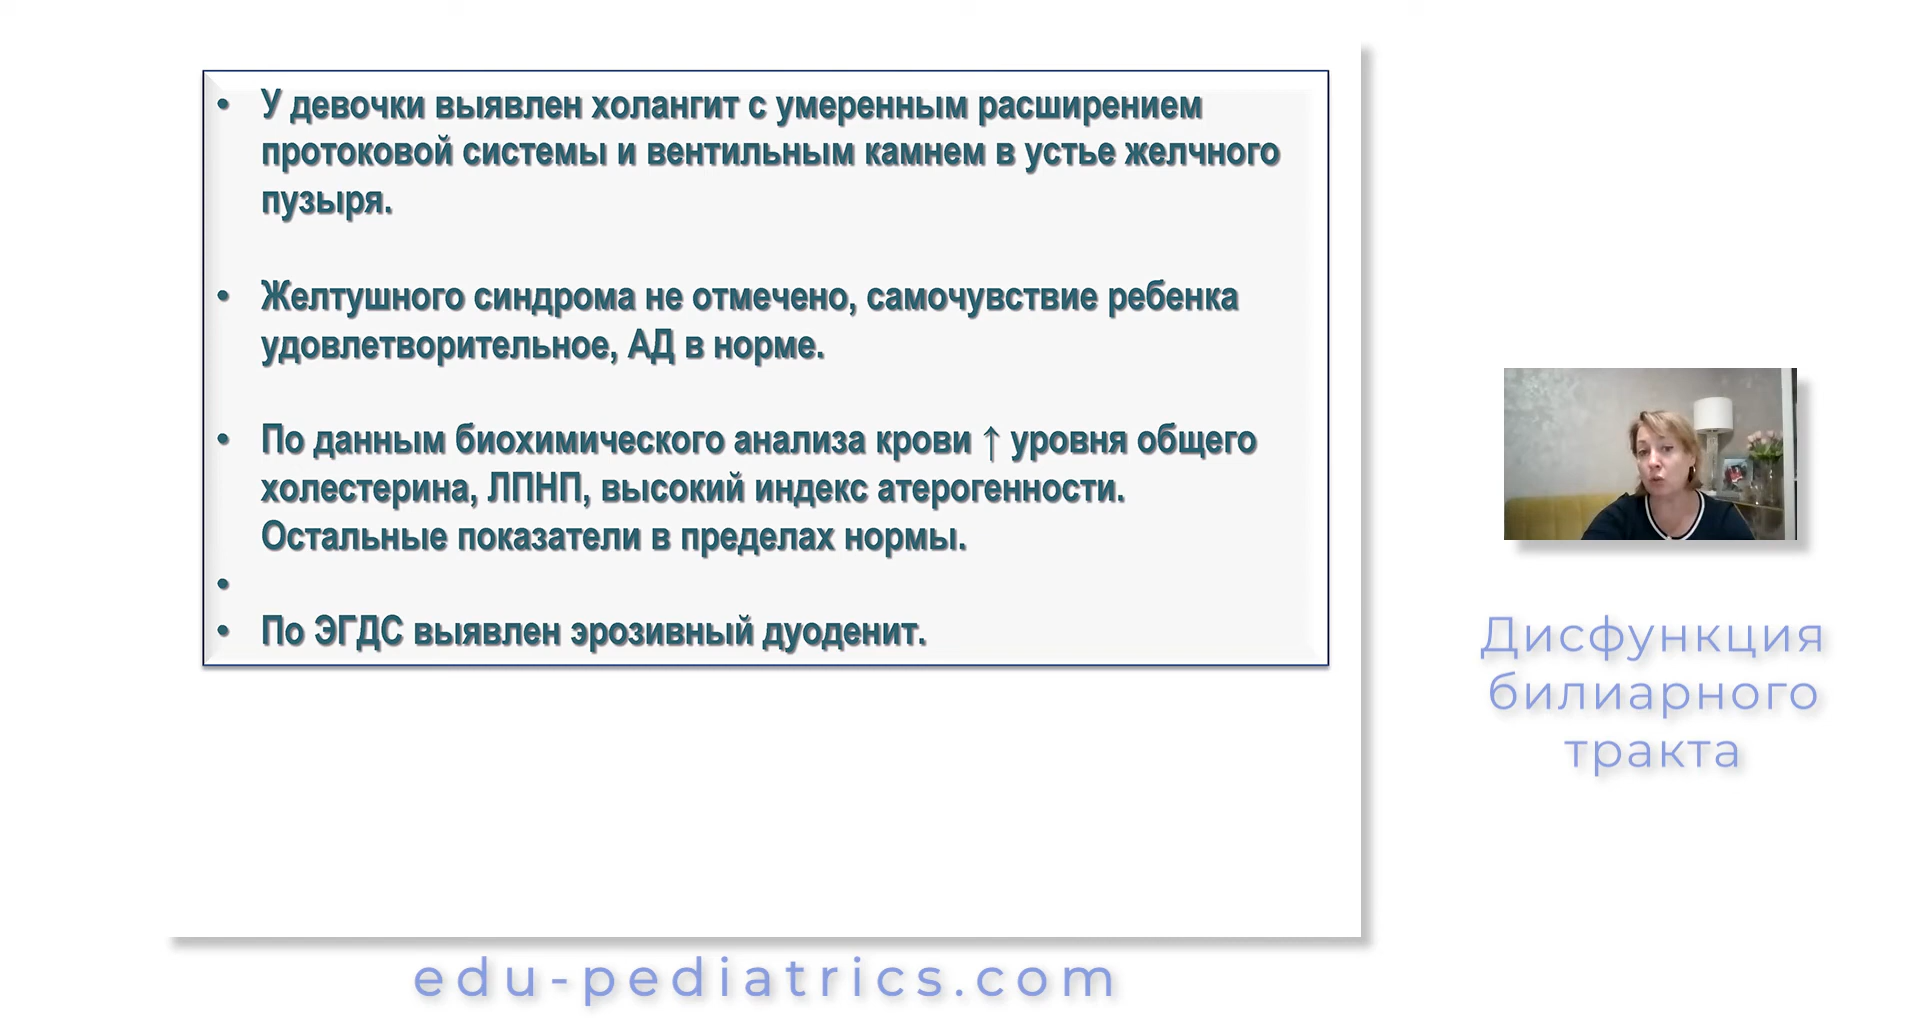 • У девочки выявлен холангит с умеренным расширением
протоковой системы и вентильным камнем в устье желчного
пузыря.
• Желтушного синдрома не отмечено, самочувствие ребенка
удовлетворительное, АД в норме.
• По данным биохимического анализа крови ↑ уровня общего
холестерина, ЛПНП, высокий индекс атерогенности.
Остальные показатели в пределах нормы.
•
• По ЭГДС выявлен эрозивный дуоденит.
Дисфункция
билиарного
тракта
edu-pediatrics.com